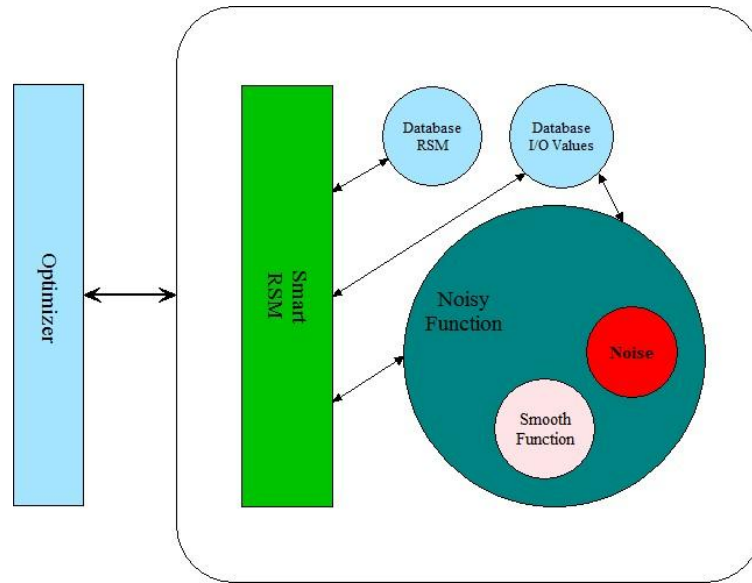 Optimizer
Smart
RSM
Database
RSM
Database
I/O Values
Noisy
Function
Noise
Smooth
Function